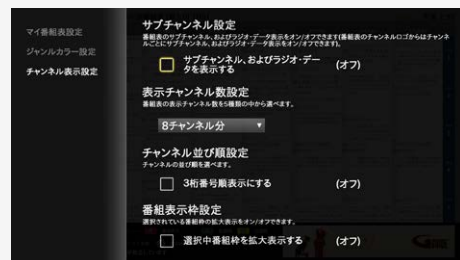 マイ番組表設定
ジャンルカラー設定
チャンネル表示設定
サブチャンネル設定
番組表のサブチャンネル、およびラジオ・データ表示をオン/オフできます(番組表のチャンネルロゴからはチャンネ
ルごとにサブチャンネル、およびラジオ・データ表示をオン/オフできます)。
サブチャンネル、およびラジオ・デー
タを表示する
(オフ)
表示チャンネル数設定
番組表の表示チャンネル数を5種類の中から選べます。
8チャンネル分
チャンネル並び順設定
チャンネルの並び順を選べます。
3桁番号順表示にする
(オフ)
番組表示枠設定
選択されている番組枠の拡大表示をオン/オフできます。
選択中番組枠を拡大表示する
(オフ)